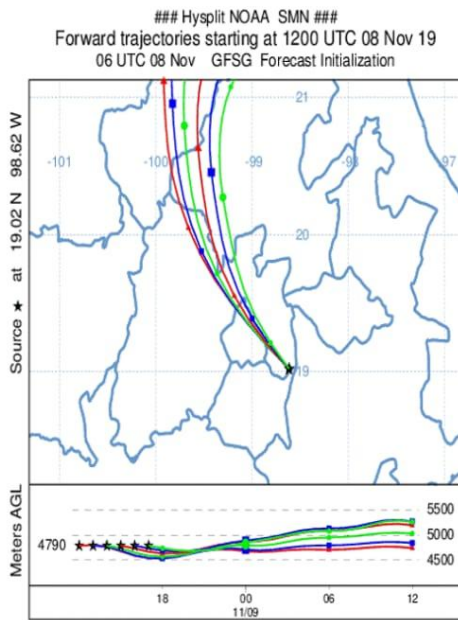 ### Hysplit NOAA SMN ###
Forward trajectories starting at 1200 UTC 08 Nov 19
06 UTC 08 Nov GFSG Forecast Initialization
Source ★ at 19.02 N 98.62 W
21
-101 -100 -99 -98 -97
20
19
Meters AGL
5500
4790 5000
4500
18 00 06 12
11/09